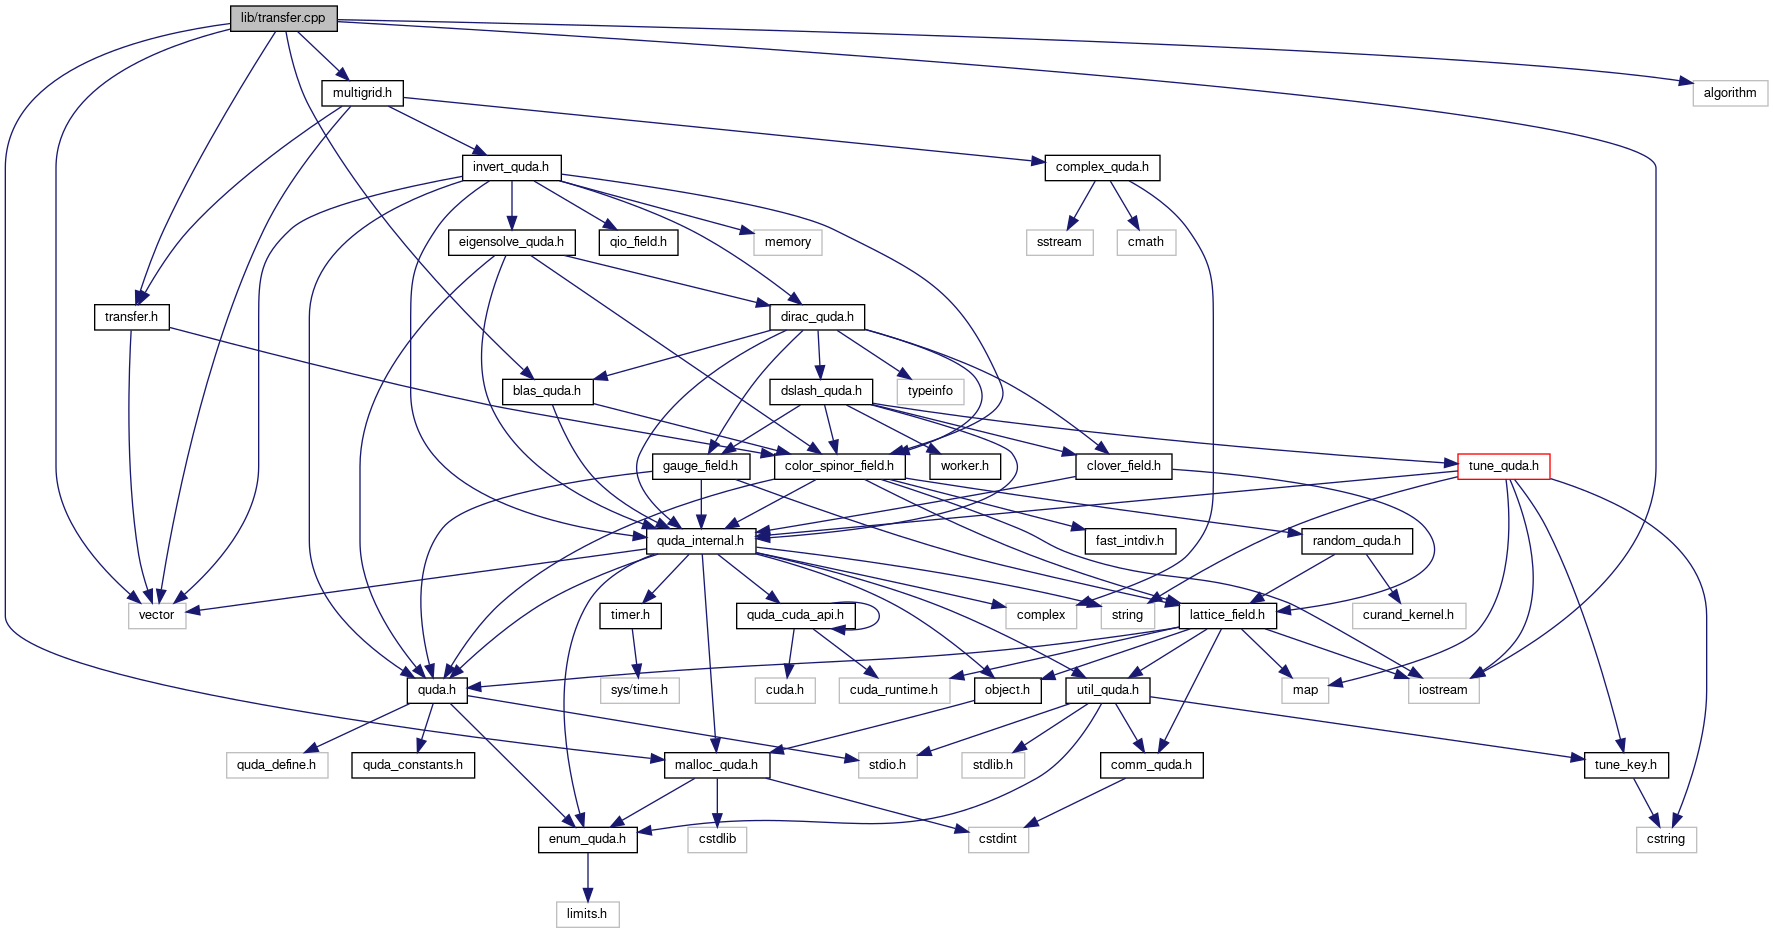 lib/transfer.cpp
multigrid.h
algorithm
invert_quda.h
complex_quda.h
eigensolve_quda.h
qio_field.h
memory
sstream
cmath
transfer.h
dirac_quda.h
blas_quda.h
dslash_quda.h
typeinfo
gauge_field.h
color_spinor_field.h
worker.h
clover_field.h
tune_quda.h
quda_internal.h
fast_intdiv.h
random_quda.h
vector
timer.h
quda_cuda_api.h
complex
string
lattice_field.h
curand_kernel.h
quda.h
sys/time.h
cuda.h
cuda_runtime.h
object.h
util_quda.h
map
iostream
quda_define.h
quda_constants.h
malloc_quda.h
stdio.h
stdlib.h
comm_quda.h
tune_key.h
enum_quda.h
cstdlib
cstdint
cstring
limits.h